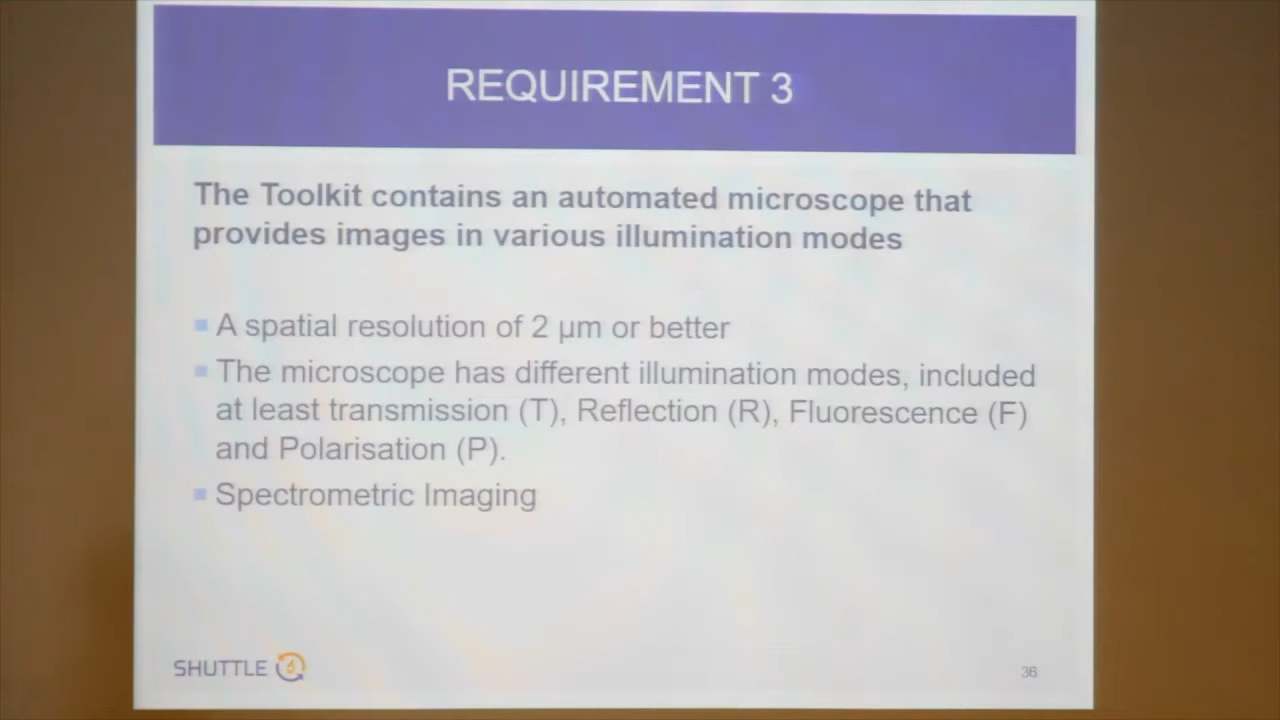 REQUIREMENT 3
The Toolkit contains an automated microscope that
provides images in various illumination modes
A spatial resolution of 2 µm or better
The microscope has different illumination modes, included
at least transmission (T), Reflection (R), Fluorescence (F)
and Polarisation (P).
Spectrometric Imaging
SHUTTLE
36